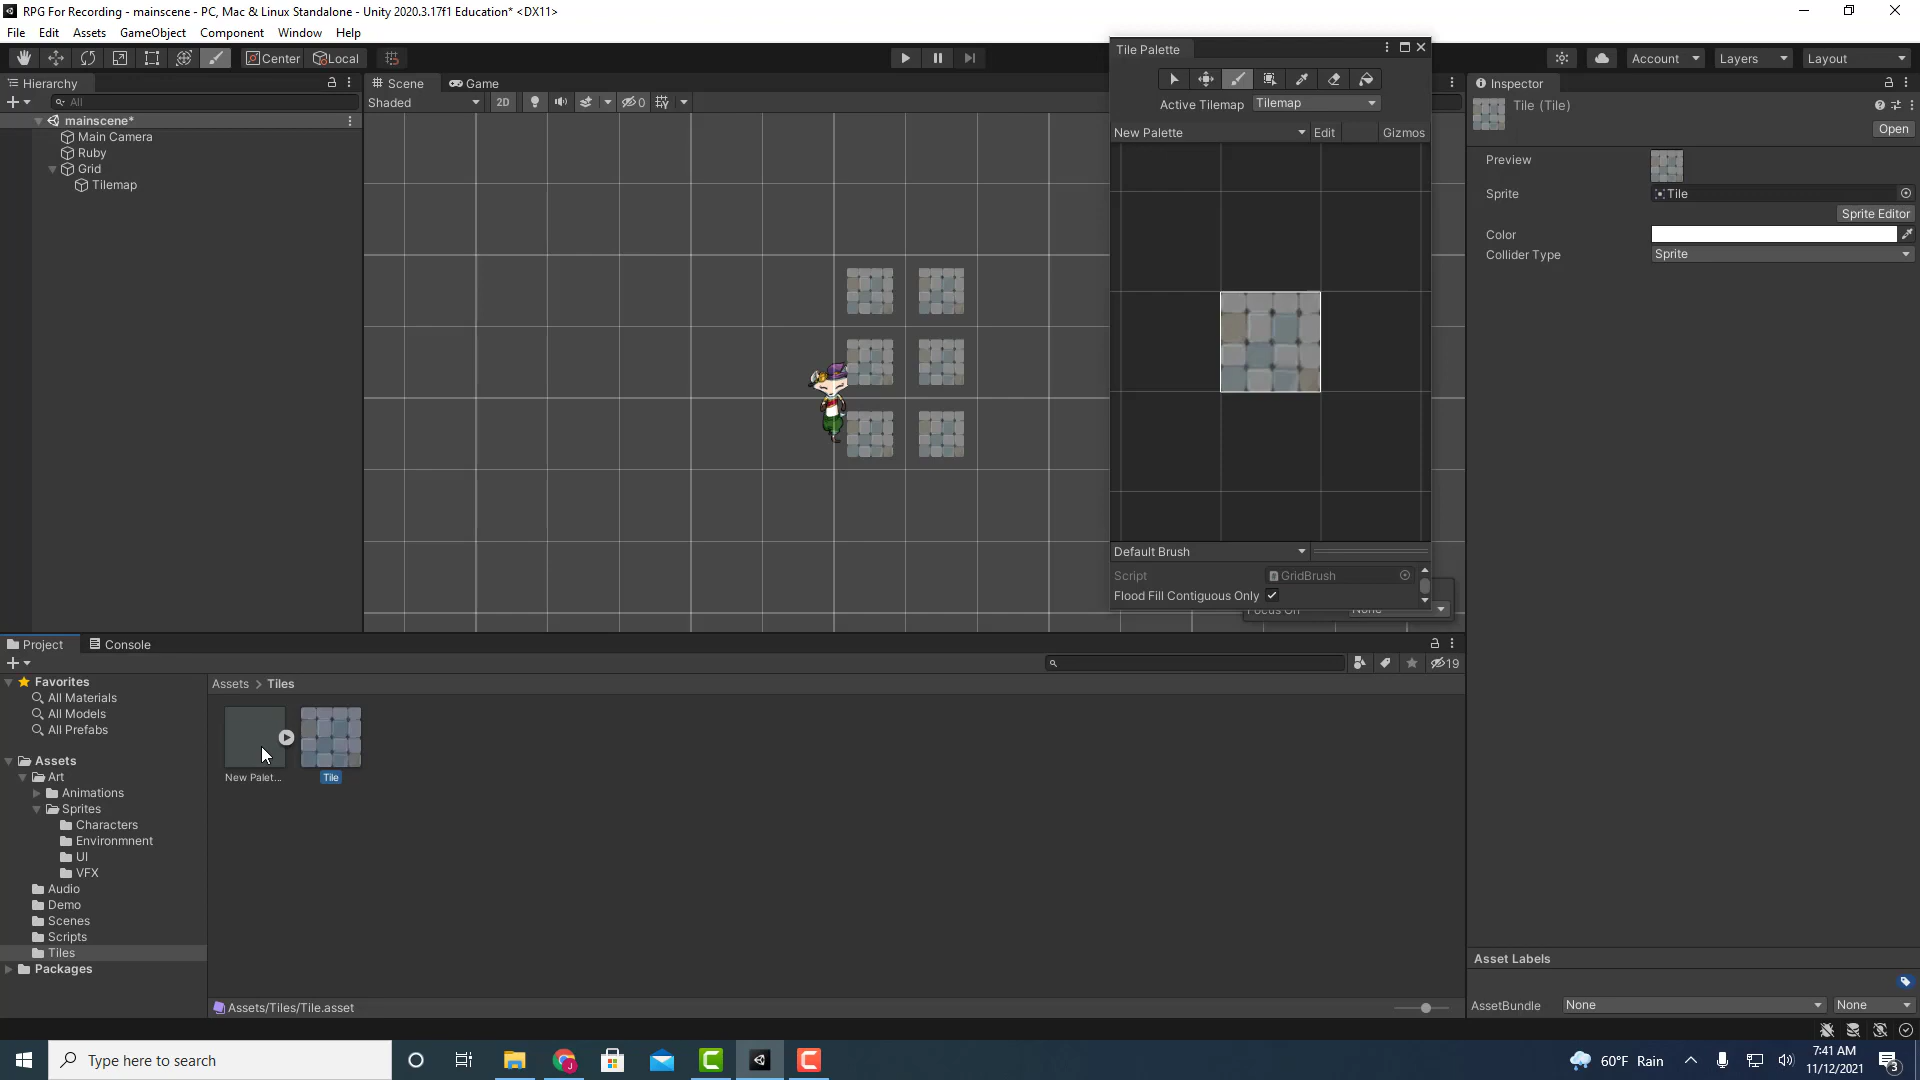 RPG For Recording - mainscene - PC, Mac & Linux Standalone - Unity 2020.3.17f1 Education* <DX11>
File Edit Assets GameObject Component Window Help
Center Local Account Layers Layout
Hierarchy
All
mainscene*
Main Camera
Ruby
Grid
Tilemap
Scene Game
Shaded 2D 0
Tile Palette
Active Tilemap Tilemap
New Palette Edit Gizmos
Default Brush
Script GridBrush
Flood Fill Contiguous Only
Inspector
Tile (Tile)
Open
Preview
Sprite Tile
Sprite Editor
Color
Collider Type Sprite
Project Console
19
Favorites
All Materials
All Models
All Prefabs
Assets
Art
Animations
Sprites
Characters
Environmnent
UI
VFX
Audio
Demo
Scenes
Scripts
Tiles
Packages
Assets > Tiles
New Palet... Tile
Assets/Tiles/Tile.asset
Asset Labels
AssetBundle None None
Type here to search
60°F Rain
7:41 AM
11/12/2021
3